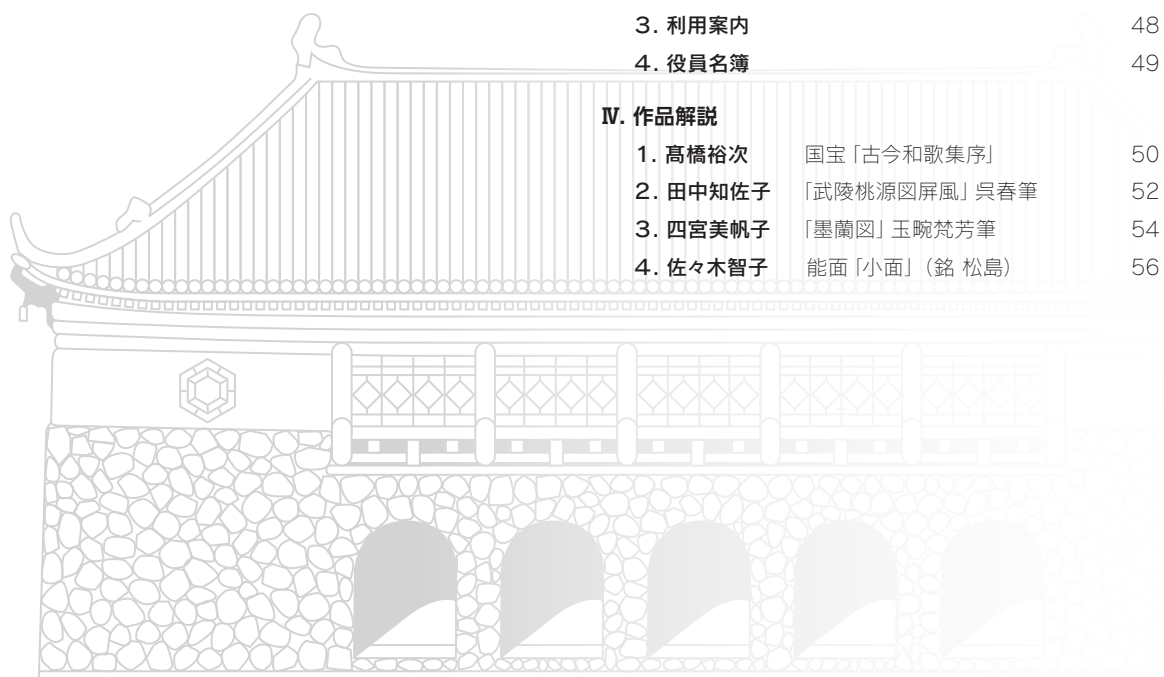 3. 利用案内 48
4. 役員名簿 49
Ⅳ. 作品解説
1. 髙橋裕次 国宝「古今和歌集序」 50
2. 田中知佐子 「武陵桃源図屏風」呉春筆 52
3. 四宮美帆子 「墨蘭図」玉畹梵芳筆 54
4. 佐々木智子 能面「小面」（銘 松島） 56